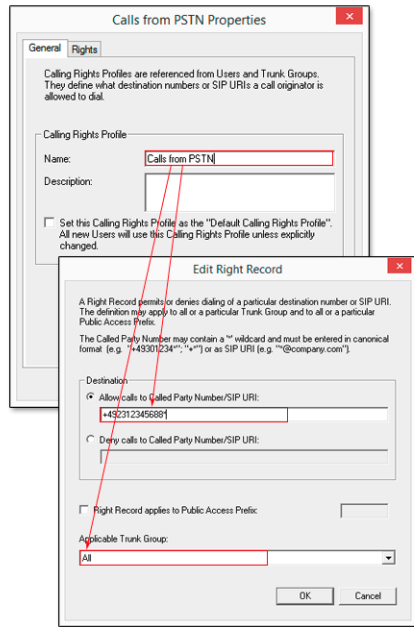 Calls from PSTN Properties
×
General
Rights
Calling Rights Profiles are referenced from Users and Trunk Groups.
They define what destination numbers or SIP URIs a call originator is
allowed to dial.
Calling Rights Profile
Name:
Calls from PSTN
Description:
Set this Calling Rights Profile as the "Default Calling Rights Profile".
All new Users will use this Calling Rights Profile unless explicitly
changed.
Edit Right Record
×
A Right Record permits or denies dialing of a particular destination number or SIP URI.
The definition may apply to all or a particular Trunk Group and to all or a particular
Public Access Prefix.
The Called Party Number may contain a '*' wildcard and must be entered in canonical
format (e.g. "+49301234*"; "+*") or as SIP URI (e.g. "*@company.com").
Destination
Allow calls to Called Party Number/SIP URI:
+492312345688*
Deny calls to Called Party Number/SIP URI:
Right Record applies to Public Access Prefix:
Applicable Trunk Group:
All
OK
Cancel